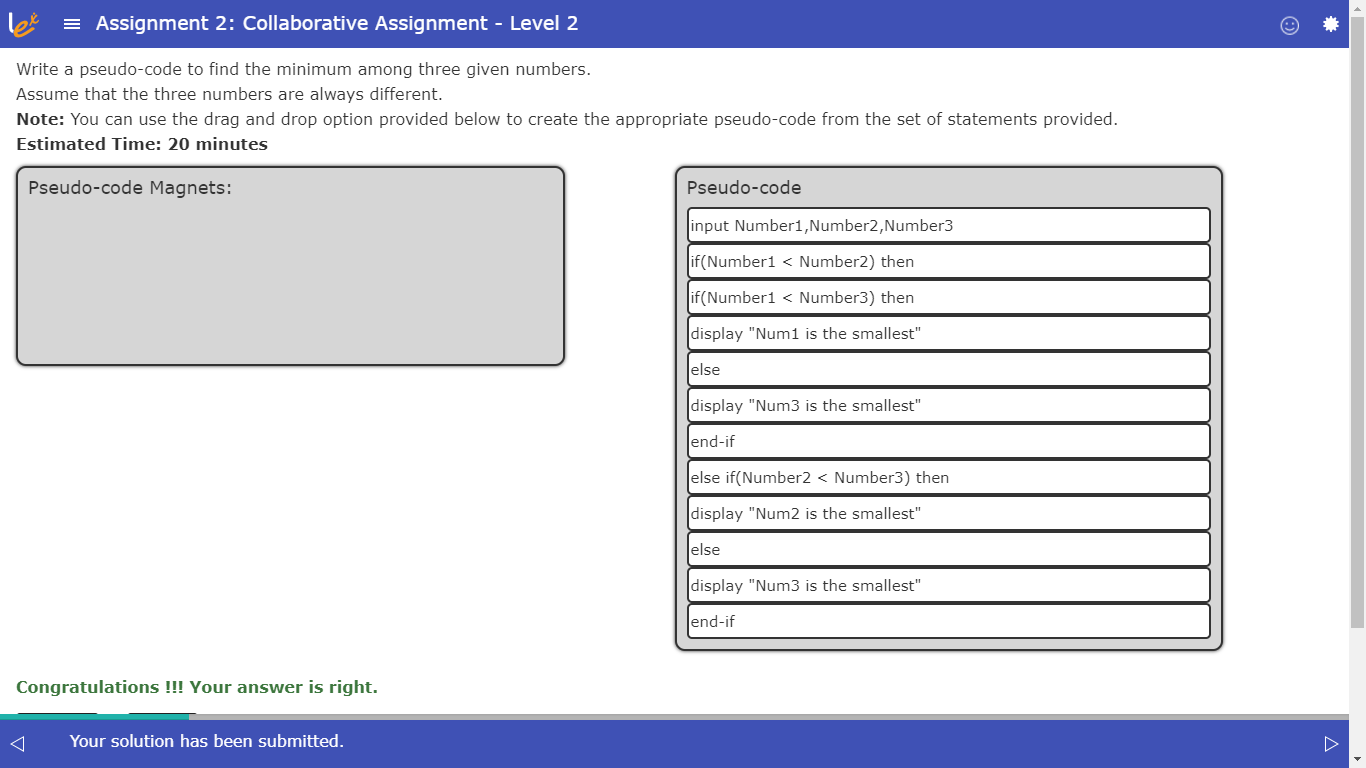 Lex
Assignment 2: Collaborative Assignment - Level 2
Write a pseudo-code to find the minimum among three given numbers.
Assume that the three numbers are always different.
Note: You can use the drag and drop option provided below to create the appropriate pseudo-code from the set of statements provided.
Estimated Time: 20 minutes
Pseudo-code Magnets:
Pseudo-code
input Number1,Number2,Number3
if(Number1 < Number2) then
if(Number1 < Number3) then
display "Num1 is the smallest"
else
display "Num3 is the smallest"
end-if
else if(Number2 < Number3) then
display "Num2 is the smallest"
else
display "Num3 is the smallest"
end-if
Congratulations !!! Your answer is right.
Your solution has been submitted.